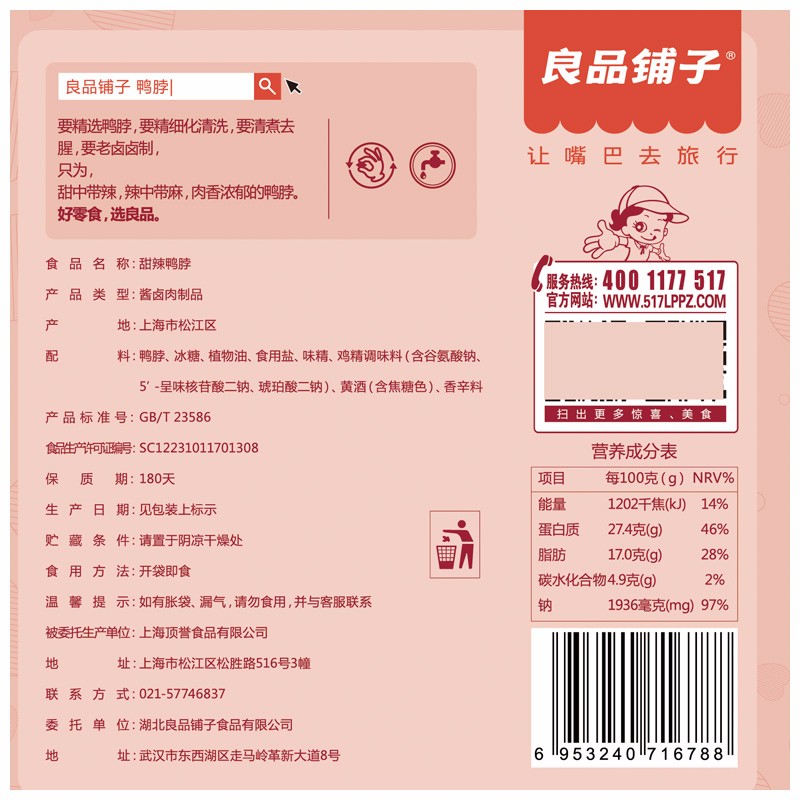 良品铺子 鸭脖
要精选鸭脖,要精细化清洗,要清煮去
腥,要老卤卤制,
只为,
甜中带辣,辣中带麻,肉香浓郁的鸭脖。
好零食,选良品。
良品铺子®
让嘴巴去旅行
服务热线: 400 1177 517
官方网站: WWW.517LPPZ.COM
扫出更多惊喜、美食
食品名称:甜辣鸭脖
产品类型:酱卤肉制品
产地:上海市松江区
配料:鸭脖、冰糖、植物油、食用盐、味精、鸡精调味料(含谷氨酸钠、
5'-呈味核苷酸二钠、琥珀酸二钠)、黄酒(含焦糖色)、香辛料
产品标准号:GB/T 23586
食品生产许可证编号:SC12231011701308
保质期:180天
生产日期:见包装上标示
贮藏条件:请置于阴凉干燥处
食用方法:开袋即食
温馨提示:如有胀袋、漏气,请勿食用,并与客服联系
被委托生产单位:上海顶誉食品有限公司
地址:上海市松江区松胜路516号3幢
联系方式:021-57746837
委托单位:湖北良品铺子食品有限公司
地址:武汉市东西湖区走马岭革新大道8号
营养成分表
项目 每100克(g) NRV%
能量 1202千焦(kJ) 14%
蛋白质 27.4克(g) 46%
脂肪 17.0克(g) 28%
碳水化合物 4.9克(g) 2%
钠 1936毫克(mg) 97%
6 953240 716788